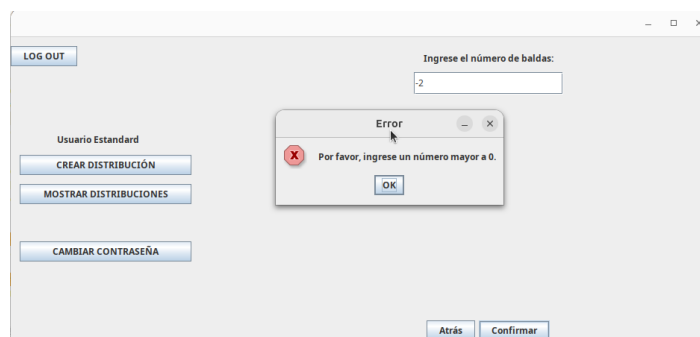 LOG OUT
Ingrese el número de baldas:
-2
Error
X
Por favor, ingrese un número mayor a 0.
OK
Usuario Estandard
CREAR DISTRIBUCIÓN
MOSTRAR DISTRIBUCIONES
CAMBIAR CONTRASEÑA
Atrás
Confirmar